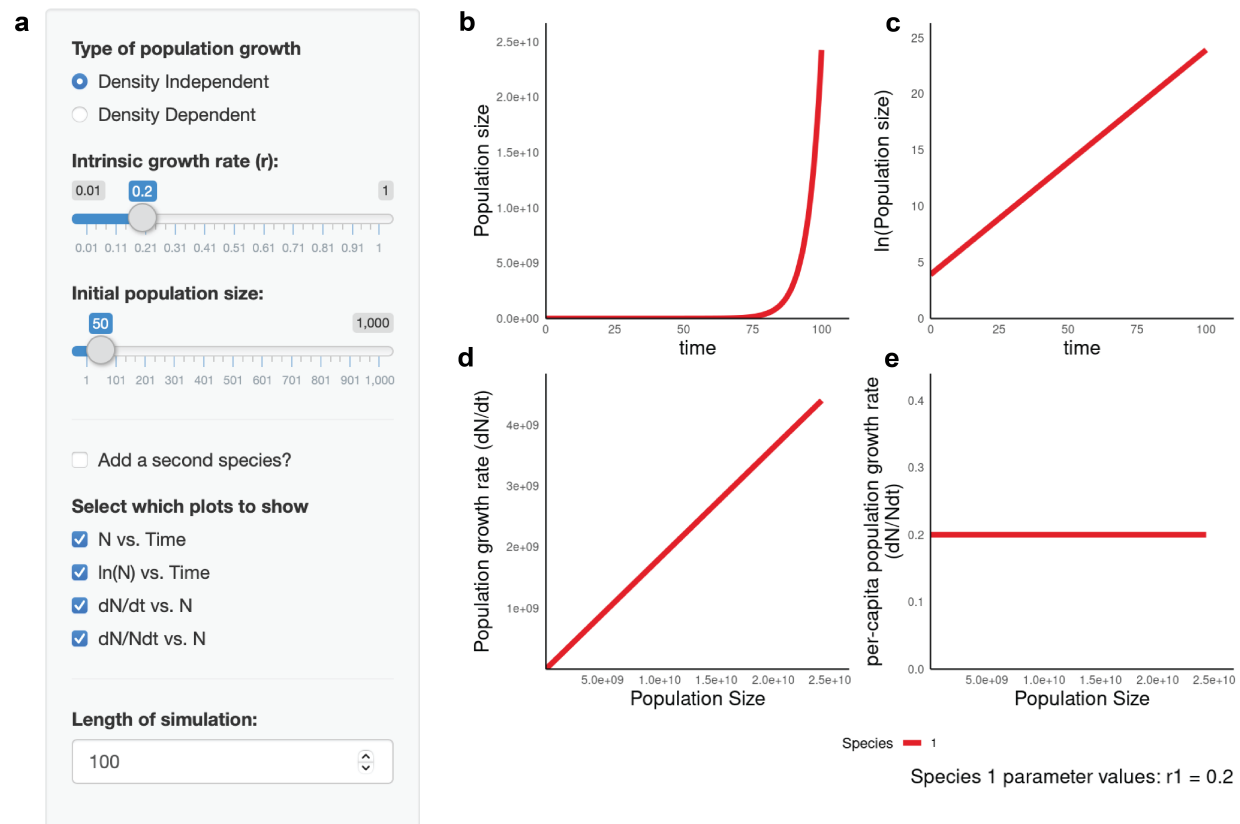 a
Type of population growth
Density Independent
Density Dependent
Intrinsic growth rate (r):
0.01 0.2 1
0.01 0.11 0.21 0.31 0.41 0.51 0.61 0.71 0.81 0.91 1
Initial population size:
50 1,000
1 101 201 301 401 501 601 701 801 901 1,000
Add a second species?
Select which plots to show
N vs. Time
ln(N) vs. Time
dN/dt vs. N
dN/Ndt vs. N
Length of simulation:
100
b
Population size
2.5e+10
2.0e+10
1.5e+10
1.0e+10
5.0e+09
0.0e+00
0 25 50 75 100
time
c
ln(Population size)
25
20
15
10
5
0
0 25 50 75 100
time
d
Population growth rate (dN/dt)
4e+09
3e+09
2e+09
1e+09
5.0e+09 1.0e+10 1.5e+10 2.0e+10 2.5e+10
Population Size
e
per-capita population growth rate
(dN/Ndt)
0.4
0.3
0.2
0.1
0.0
5.0e+09 1.0e+10 1.5e+10 2.0e+10 2.5e+10
Population Size
Species 1
Species 1 parameter values: r1 = 0.2